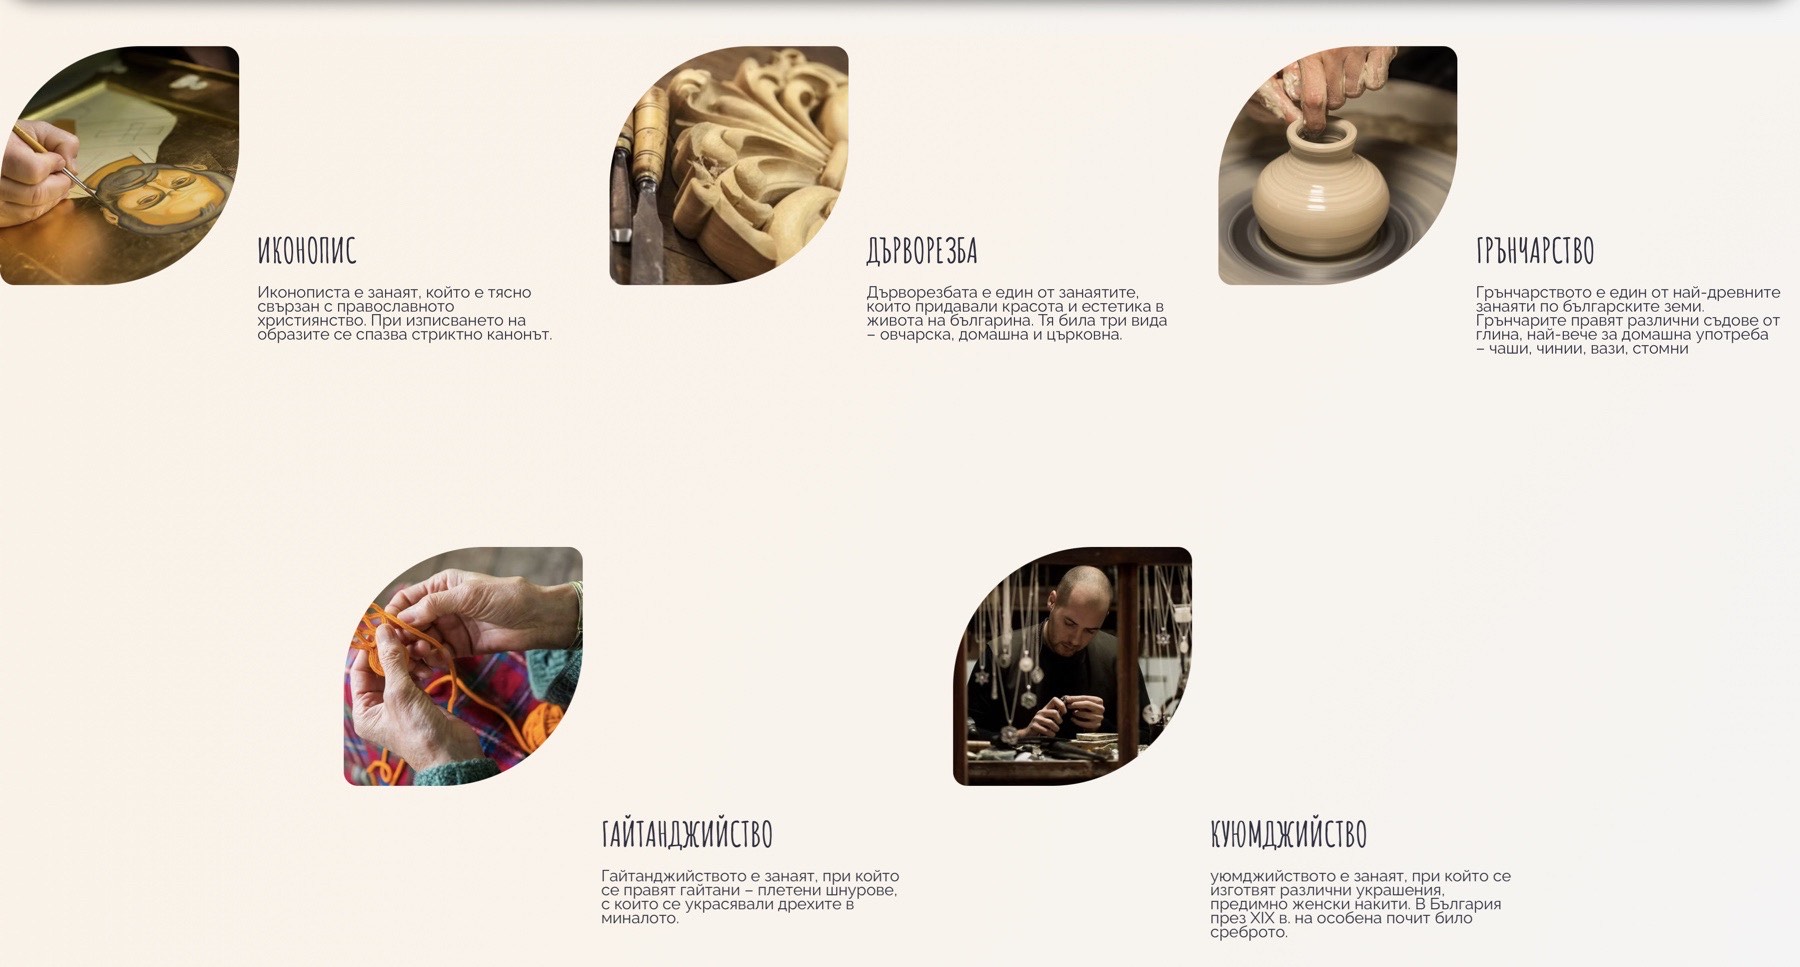 ИКОНОПИС
Иконописта е занаят, който е тясно
свързан с православното
християнство. При изписването на
образите се спазва стриктно канонът.
ДЪРВОРЕЗБА
Дърворезбата е един от занаятите,
които придавали красота и естетика в
живота на българина. Тя била три вида
– овчарска, домашна и църковна.
ГРЪНЧАРСТВО
Грънчарството е един от най-древните
занаяти по българските земи.
Грънчарите правят различни съдове от
глина, най-вече за домашна употреба
– чаши, чинии, вази, стомни
ГАЙТАНДЖИЙСТВО
Гайтанджийството е занаят, при който
се правят гайтани – плетени шнурове,
с които се украсявали дрехите в
миналото.
КУЮМДЖИЙСТВО
уюмджийството е занаят, при който се
изготвят различни украшения,
предимно женски накити. В България
през XIX в. на особена почит било
среброто.